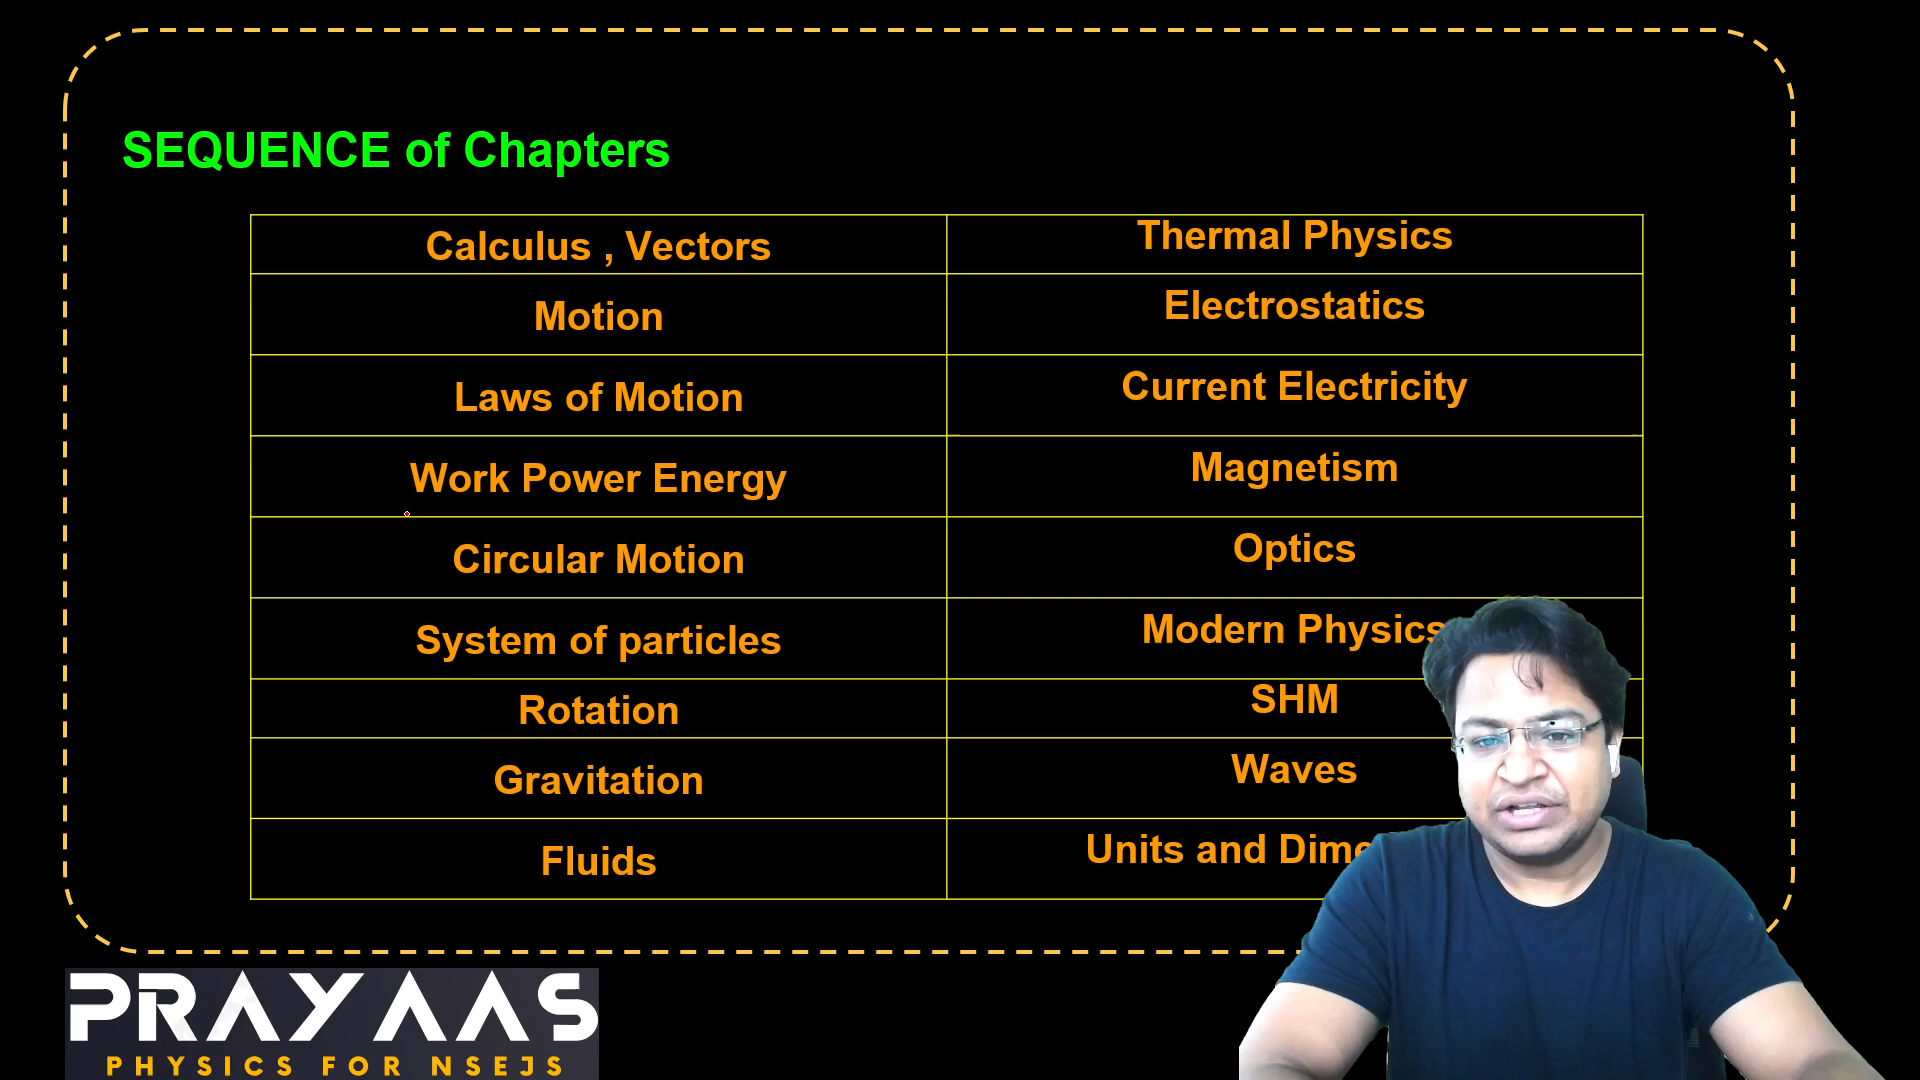 SEQUENCE of Chapters
Calculus , Vectors
Thermal Physics
Motion
Electrostatics
Laws of Motion
Current Electricity
Work Power Energy
Magnetism
Circular Motion
Optics
System of particles
Modern Physics
Rotation
SHM
Gravitation
Waves
Fluids
Units and
PRAYAAS
PHYSICS FOR NSEJS